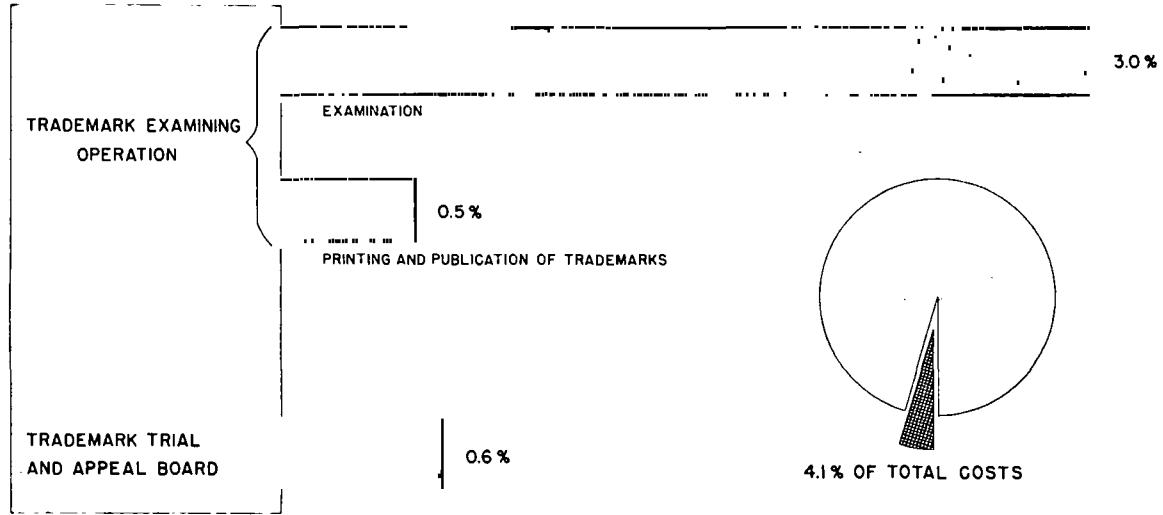 3.0%
EXAMINATION
TRADEMARK EXAMINING
OPERATION
0.5%
PRINTING AND PUBLICATION OF TRADEMARKS
TRADEMARK TRIAL
AND APPEAL BOARD
0.6%
4.1% OF TOTAL COSTS